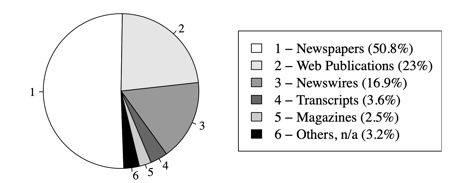 1
2
3
4
5
6
1 – Newspapers (50.8%)
2 – Web Publications (23%)
3 – Newswires (16.9%)
4 – Transcripts (3.6%)
5 – Magazines (2.5%)
6 – Others, n/a (3.2%)